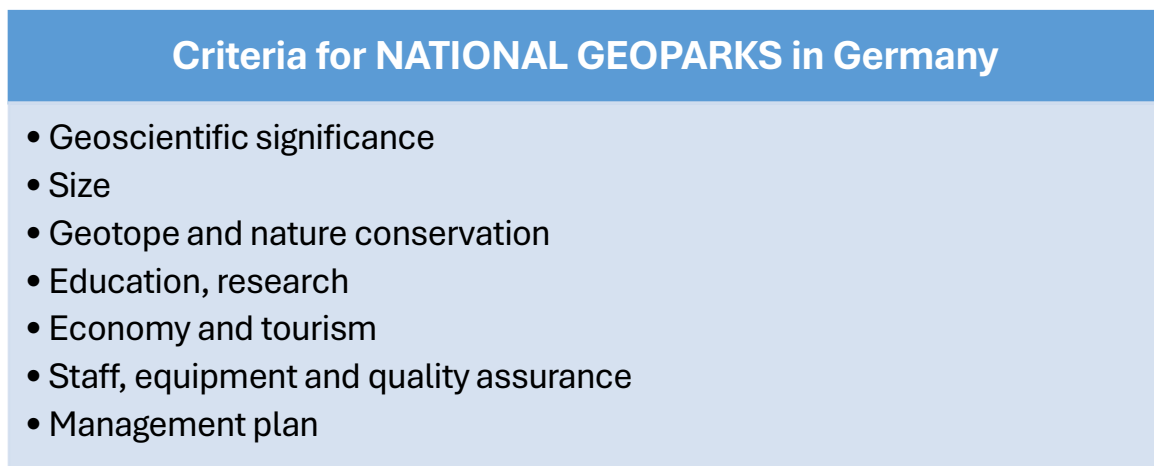 Criteria for NATIONAL GEOPARKS in Germany
• Geoscientific significance
• Size
• Geotope and nature conservation
• Education, research
• Economy and tourism
• Staff, equipment and quality assurance
• Management plan